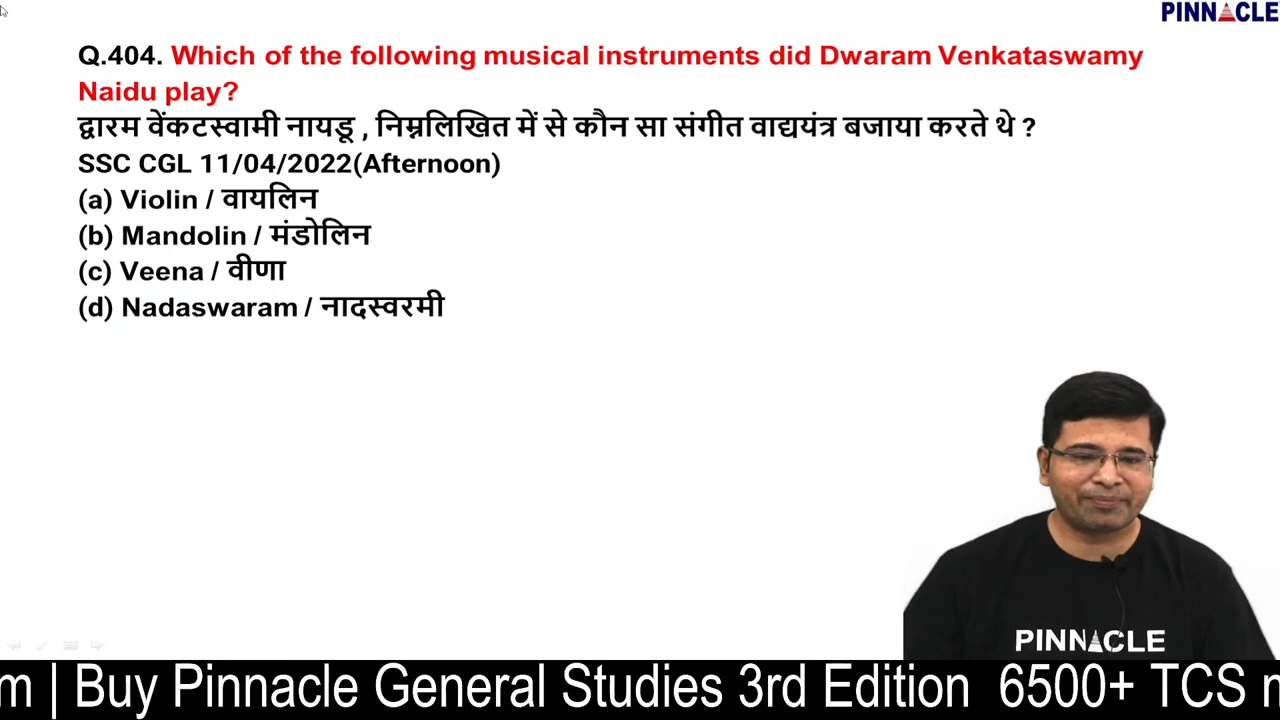 PINNACLE
Q.404. Which of the following musical instruments did Dwaram Venkataswamy
Naidu play?
द्वारम वेंकटस्वामी नायडू , निम्नलिखित में से कौन सा संगीत वाद्ययंत्र बजाया करते थे ?
SSC CGL 11/04/2022(Afternoon)
(a) Violin / वायलिन
(b) Mandolin / मंडोलिन
(c) Veena / वीणा
(d) Nadaswaram / नादस्वरमी
PINNACLE
m | Buy Pinnacle General Studies 3rd Edition 6500+ TCS